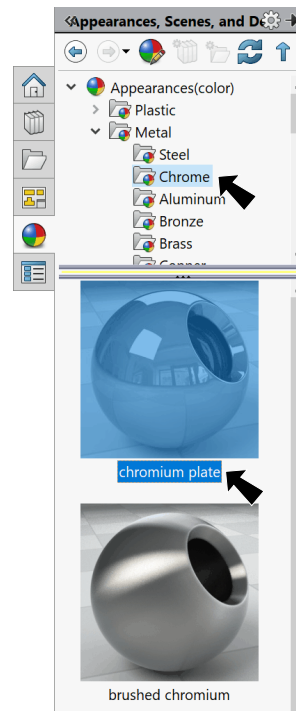 Appearances, Scenes, and De
Appearances(color)
Plastic
Metal
Steel
Chrome
Aluminum
Bronze
Brass
chromium plate
brushed chromium